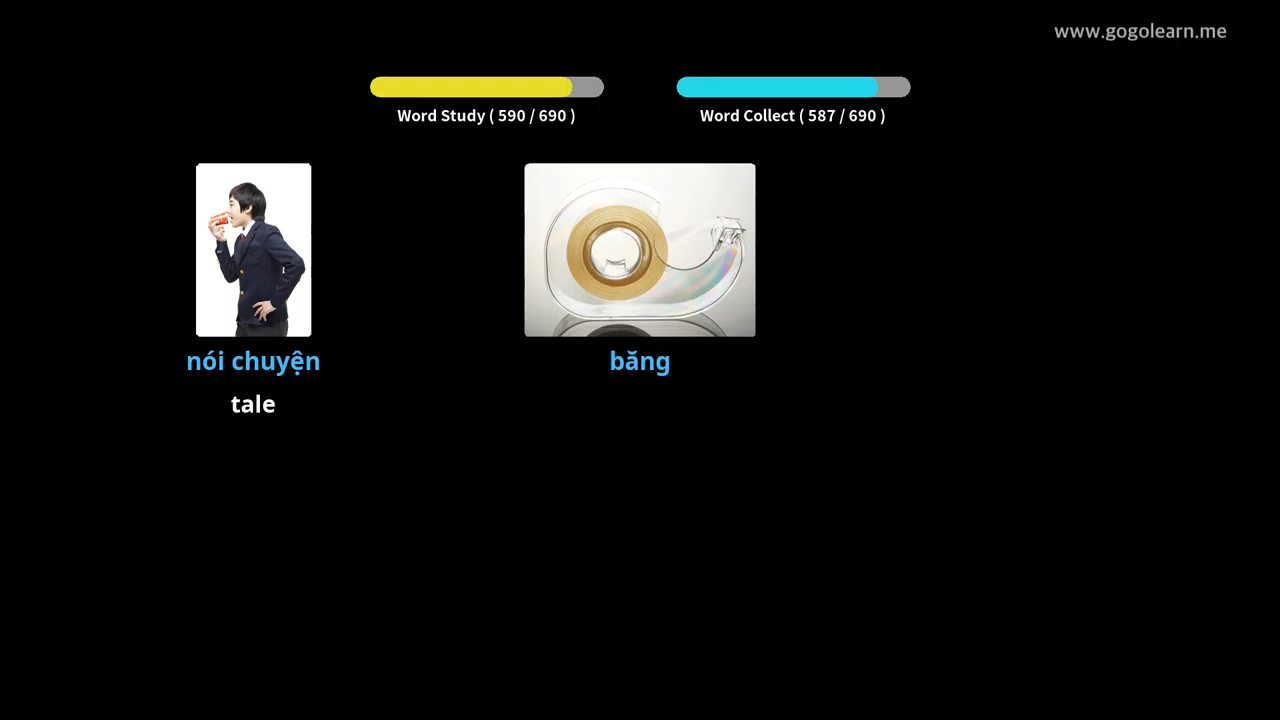 www.gogolearn.me
Word Study ( 590 / 690 )
Word Collect ( 587 / 690 )
nói chuyện
băng
tale